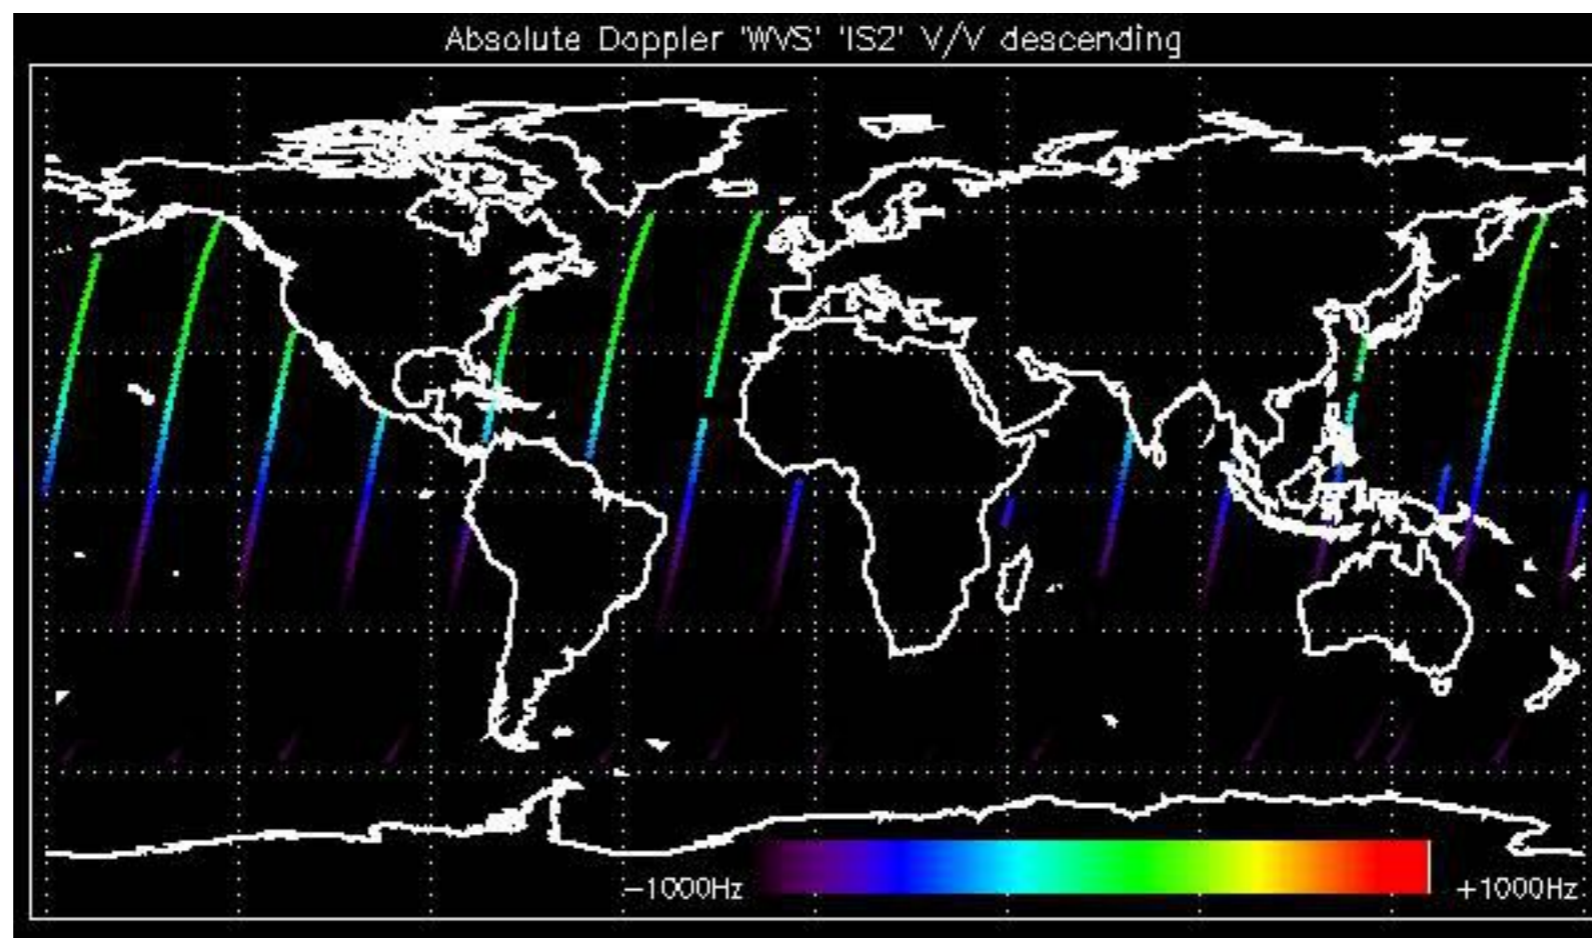 Absolute Doppler 'WVS' 'IS2' V/V descending
−1000Hz +1000Hz